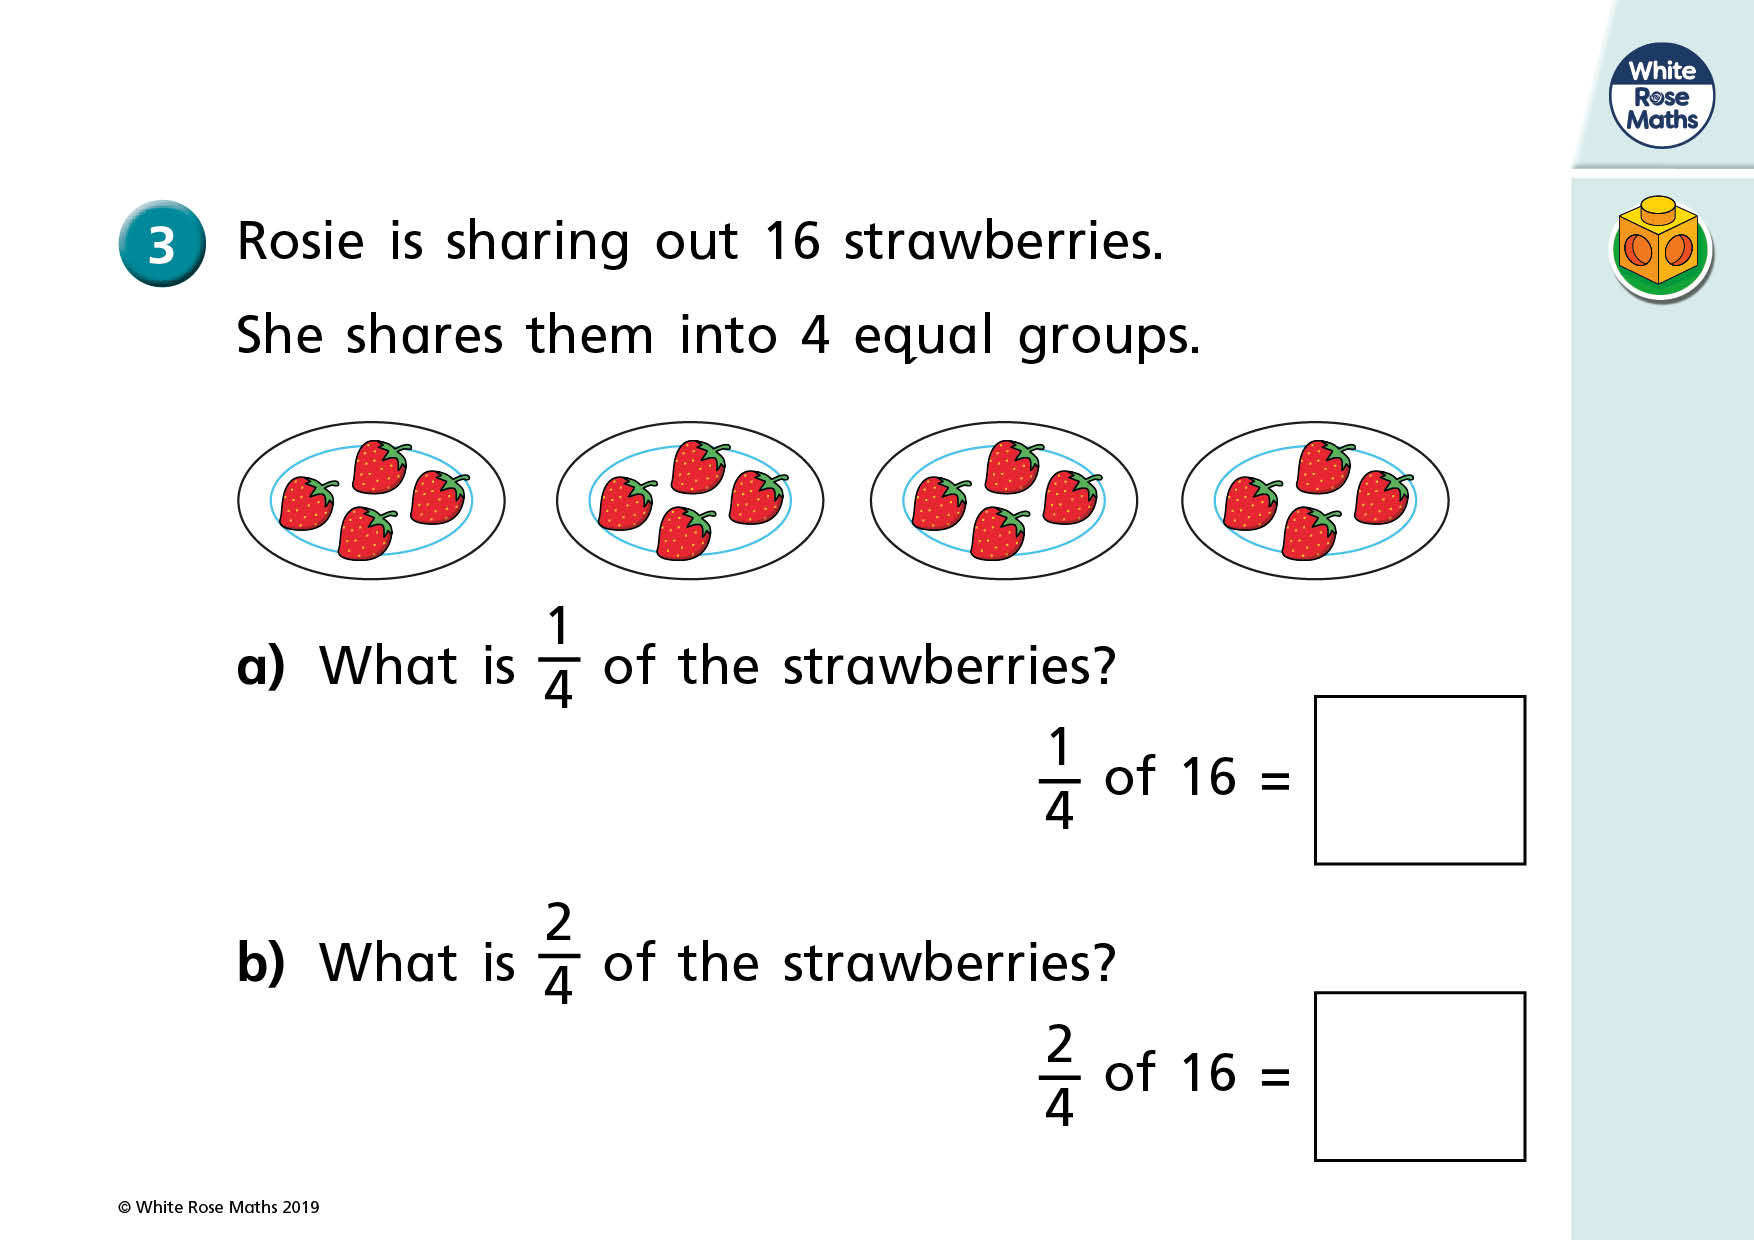 White
Rose
Maths
3 Rosie is sharing out 16 strawberries.
She shares them into 4 equal groups.
a) What is 1/4 of the strawberries?
1/4 of 16 =
b) What is 2/4 of the strawberries?
2/4 of 16 =
© White Rose Maths 2019